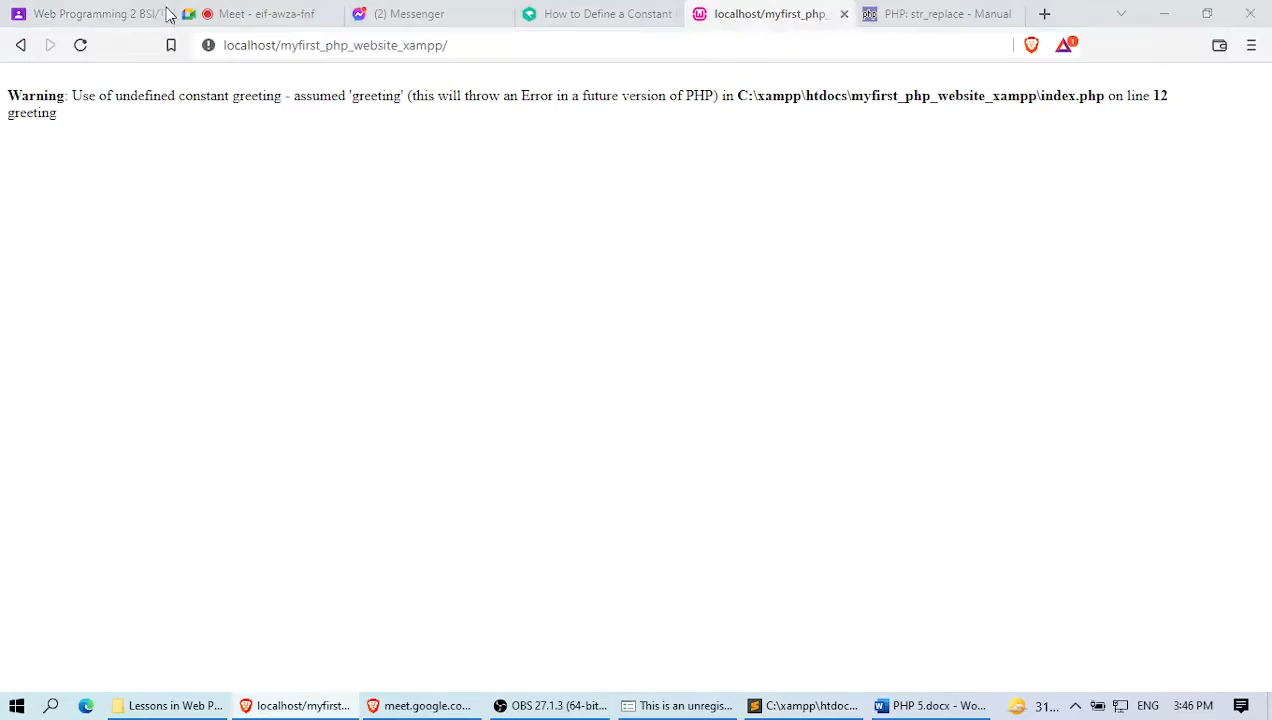 Web Programming 2 BSI/
Meet - eif-awza-fnf
(2) Messenger
How to Define a Constant
localhost/myfirst_php_
PHP: str_replace - Manual
localhost/myfirst_php_website_xampp/
1
Warning: Use of undefined constant greeting - assumed 'greeting' (this will throw an Error in a future version of PHP) in C:\xampp\htdocs\myfirst_php_website_xampp\index.php on line 12
greeting
Lessons in Web P...
localhost/myfirst...
meet.google.co...
OBS 27.1.3 (64-bit...
This is an unregis...
C:\xampp\htdoc...
PHP 5.docx - Wo...
31...
ENG
3:46 PM